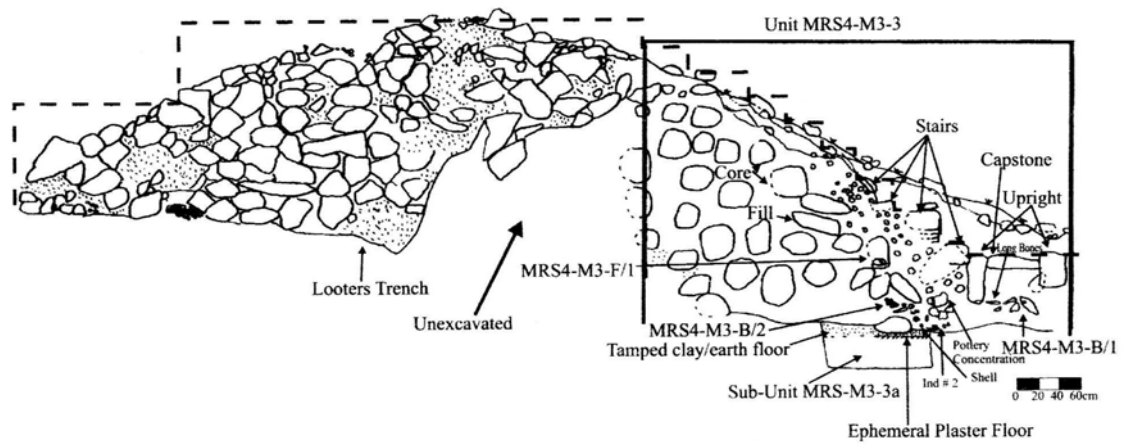 Unit MRS4-M3-3
Stairs
Core
Capstone
Upright
Fill
Long Bones
MRS4-M3-F/1
Looters Trench
Unexcavated
MRS4-M3-B/2
Tamped clay/earth floor
Pottery
Concentration
MRS4-M3-B/1
Shell
Ind # 2
Sub-Unit MRS-M3-3a
0 20 40 60cm
Ephemeral Plaster Floor